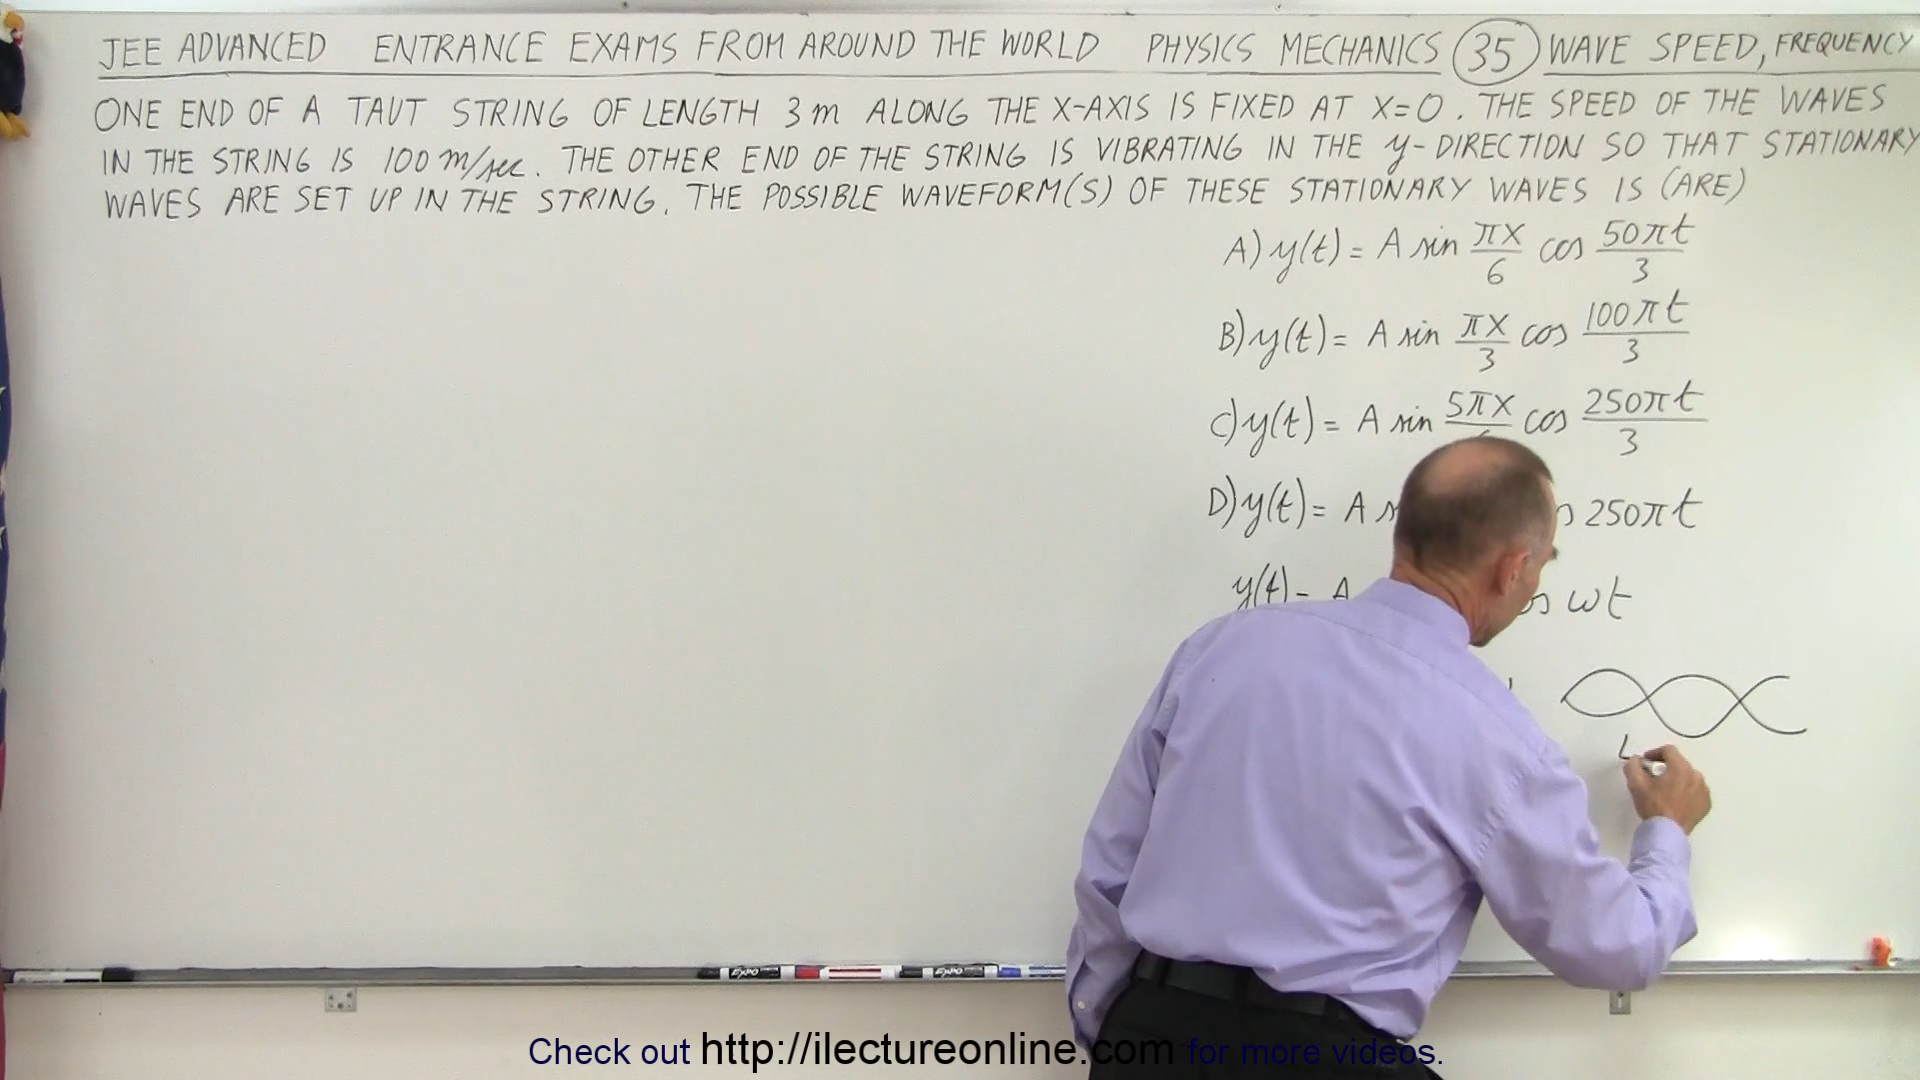 JEE ADVANCED ENTRANCE EXAMS FROM AROUND THE WORLD PHYSICS MECHANICS 35 WAVE SPEED, FREQUENCY
ONE END OF A TAUT STRING OF LENGTH 3 m ALONG THE X-AXIS IS FIXED AT X=0. THE SPEED OF THE WAVES
IN THE STRING IS 100 m/sec. THE OTHER END OF THE STRING IS VIBRATING IN THE y-DIRECTION SO THAT STATIONARY
WAVES ARE SET UP IN THE STRING. THE POSSIBLE WAVEFORM(S) OF THESE STATIONARY WAVES IS (ARE)
A) y(t) = A sin πx/6 cos 50πt/3
B) y(t) = A sin πx/3 cos 100πt/3
C) y(t) = A sin 5πx/ cos 250πt/3
D) y(t) = A 250πt
y(t) = A ωt
EXPO EXPO
Check out http://ilectureonline.com for more videos.